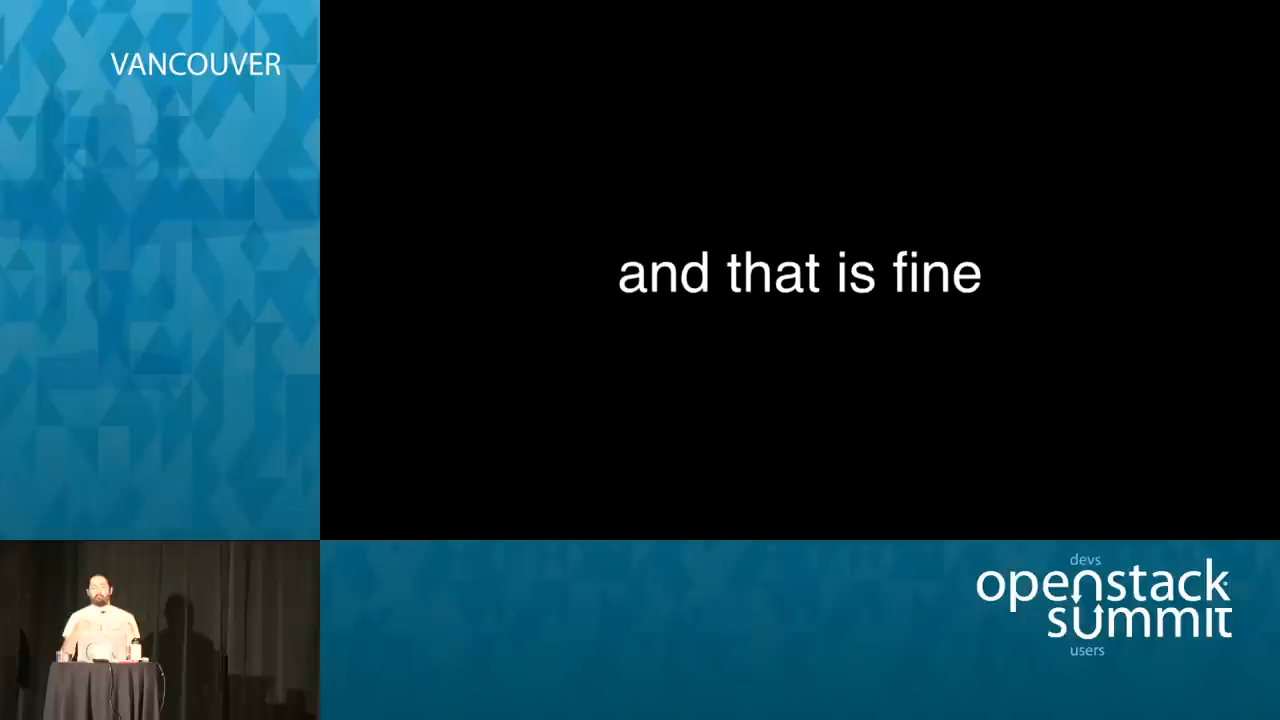 VANCOUVER
and that is fine
devs
openstack
summit
users